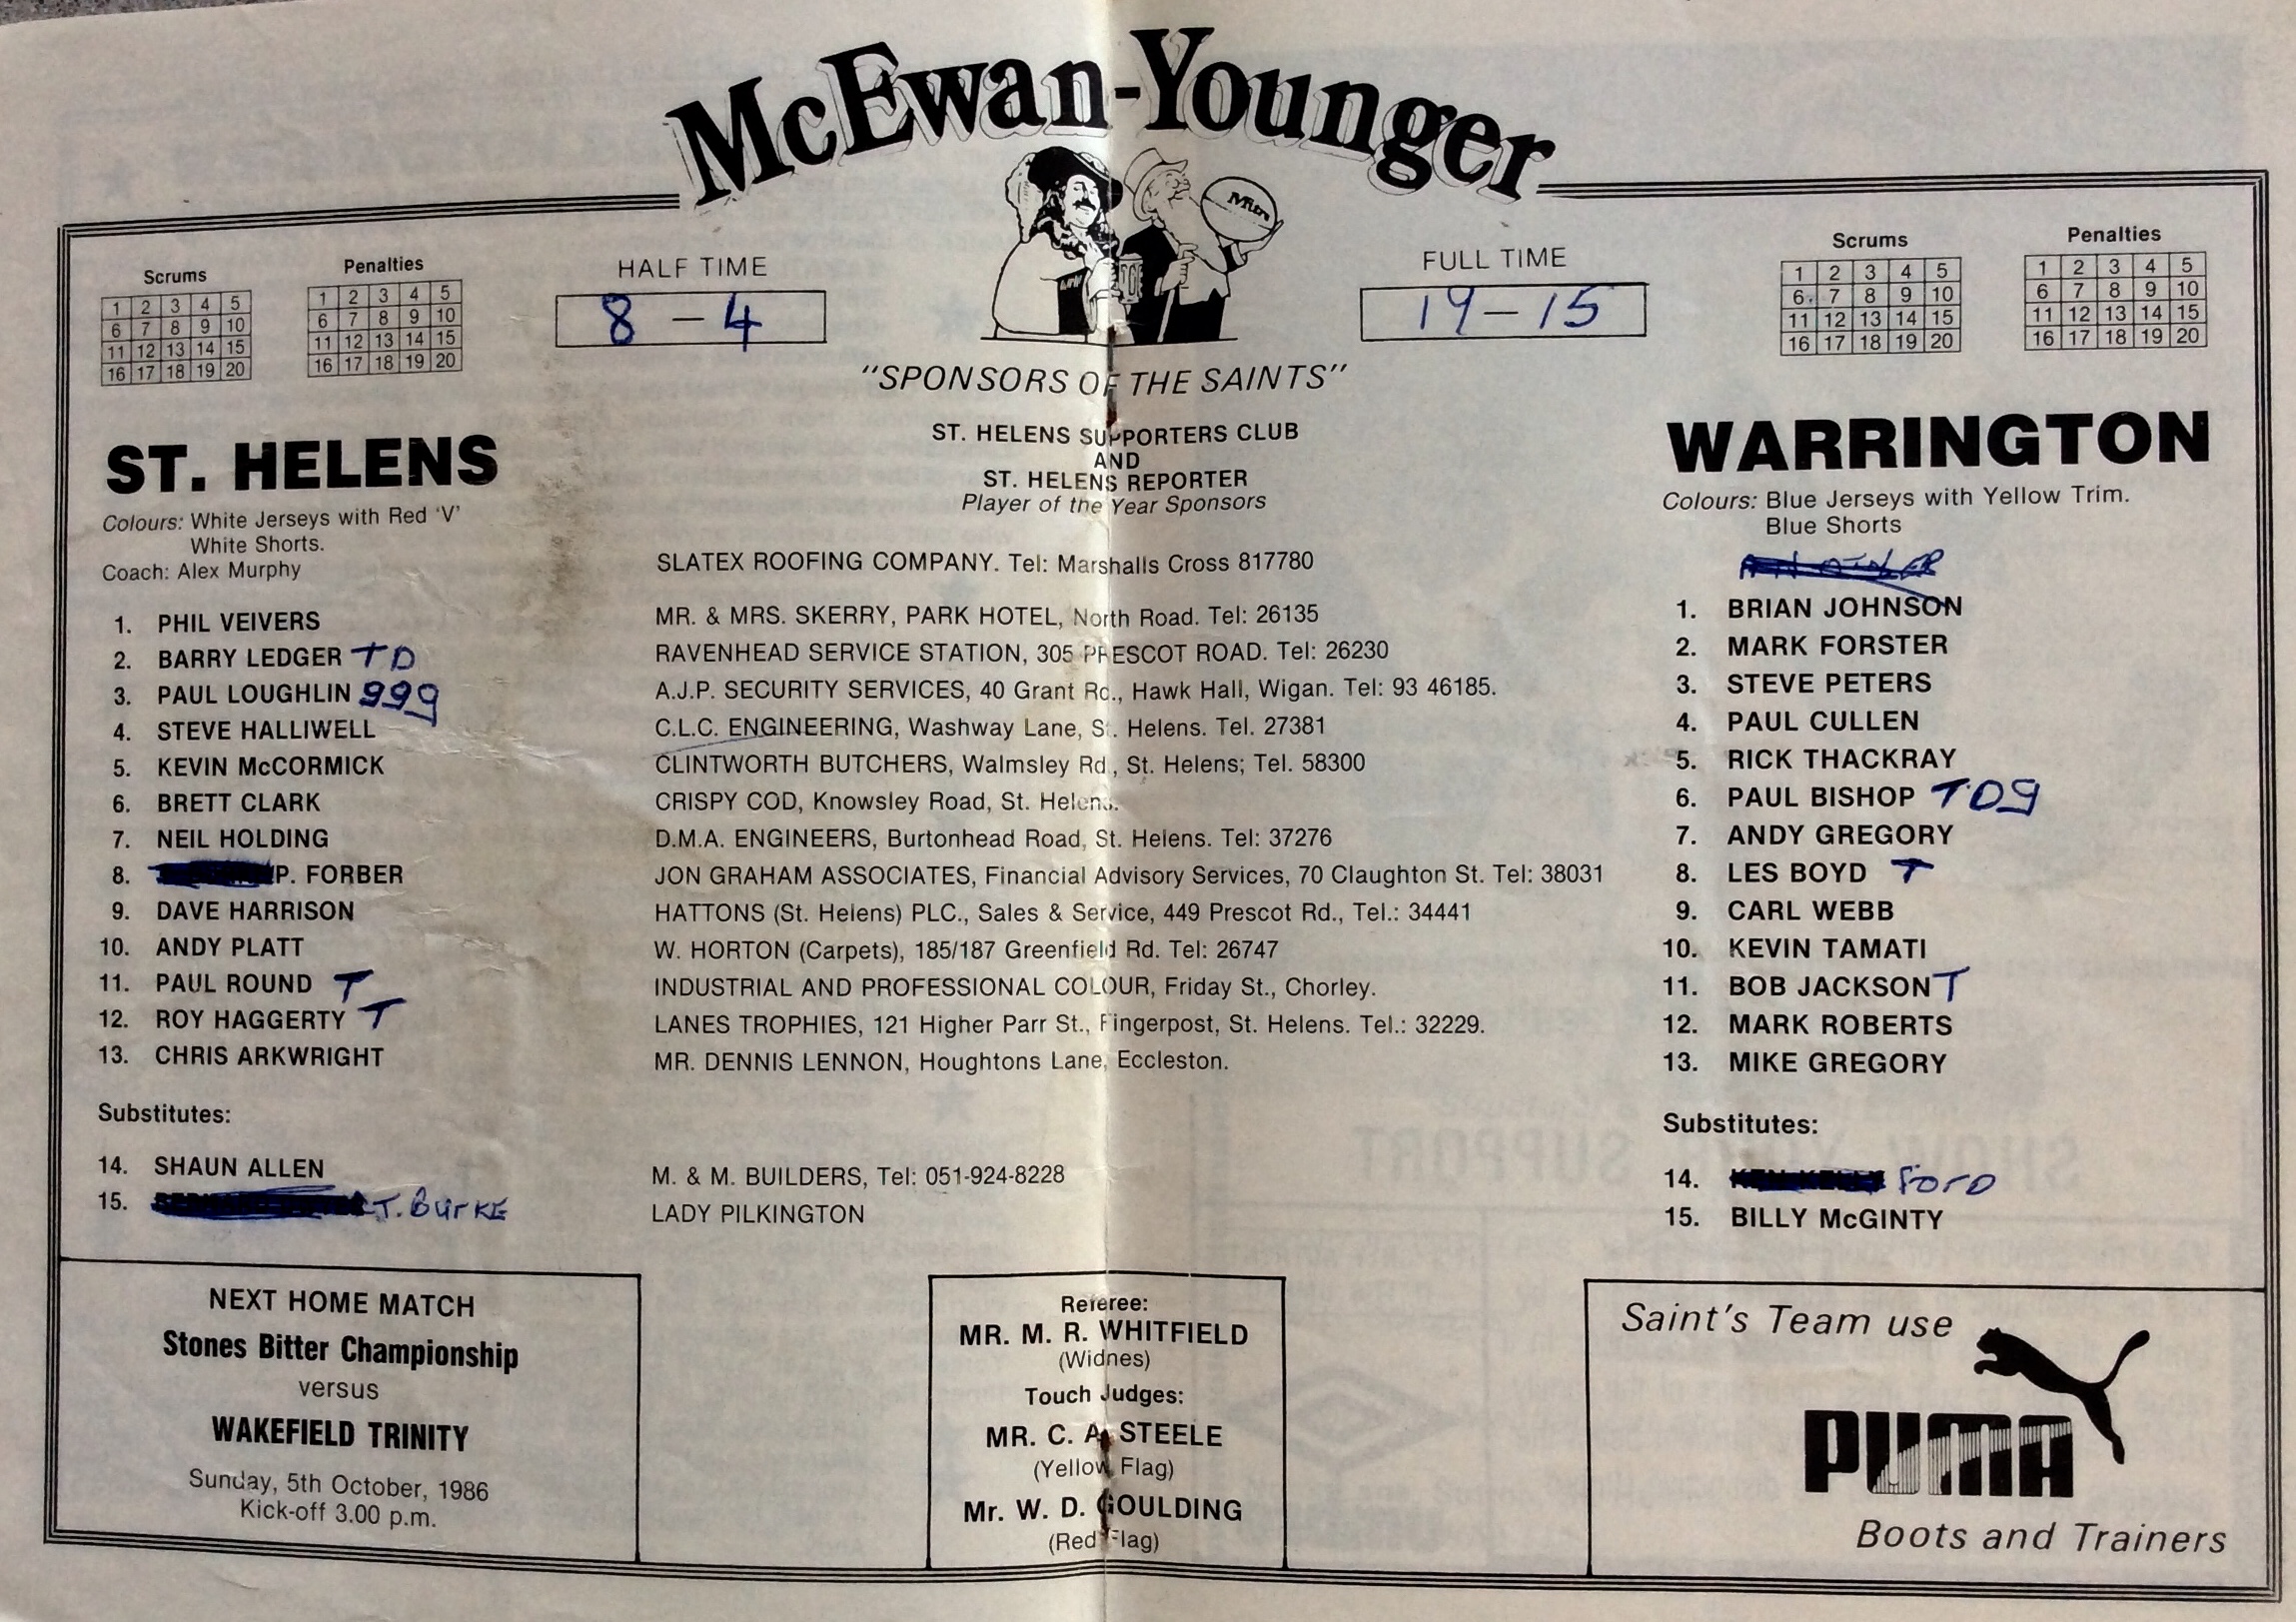 McEwan-Younger
Mitre
Scrums
1 2 3 4 5
6 7 8 9 10
11 12 13 14 15
16 17 18 19 20
Penalties
1 2 3 4 5
6 7 8 9 10
11 12 13 14 15
16 17 18 19 20
HALF TIME
8 - 4
FULL TIME
19-15
Scrums
1 2 3 4 5
6 7 8 9 10
11 12 13 14 15
16 17 18 19 20
Penalties
1 2 3 4 5
6 7 8 9 10
11 12 13 14 15
16 17 18 19 20
"SPONSORS OF THE SAINTS"
ST. HELENS SUPPORTERS CLUB
AND
ST. HELENS REPORTER
Player of the Year Sponsors
ST. HELENS
Colours: White Jerseys with Red 'V'
White Shorts.
Coach: Alex Murphy
1. PHIL VEIVERS
2. BARRY LEDGER TD
3. PAUL LOUGHLIN 999
4. STEVE HALLIWELL
5. KEVIN McCORMICK
6. BRETT CLARK
7. NEIL HOLDING
8. P. FORBER
9. DAVE HARRISON
10. ANDY PLATT
11. PAUL ROUND T
12. ROY HAGGERTY T
13. CHRIS ARKWRIGHT
Substitutes:
14. SHAUN ALLEN
15. T. BURKE
SLATEX ROOFING COMPANY. Tel: Marshalls Cross 817780
MR. & MRS. SKERRY, PARK HOTEL, North Road. Tel: 26135
RAVENHEAD SERVICE STATION, 305 PRESCOT ROAD. Tel: 26230
A.J.P. SECURITY SERVICES, 40 Grant Rd., Hawk Hall, Wigan. Tel: 93 46185.
C.L.C. ENGINEERING, Washway Lane, St. Helens. Tel. 27381
CLINTWORTH BUTCHERS, Walmsley Rd., St. Helens; Tel. 58300
CRISPY COD, Knowsley Road, St. Helens.
D.M.A. ENGINEERS, Burtonhead Road, St. Helens. Tel: 37276
JON GRAHAM ASSOCIATES, Financial Advisory Services, 70 Claughton St. Tel: 38031
HATTONS (St. Helens) PLC., Sales & Service, 449 Prescot Rd., Tel.: 34441
W. HORTON (Carpets), 185/187 Greenfield Rd. Tel: 26747
INDUSTRIAL AND PROFESSIONAL COLOUR, Friday St., Chorley.
LANES TROPHIES, 121 Higher Parr St., Fingerpost, St. Helens. Tel.: 32229.
MR. DENNIS LENNON, Houghtons Lane, Eccleston.
M. & M. BUILDERS, Tel: 051-924-8228
LADY PILKINGTON
WARRINGTON
Colours: Blue Jerseys with Yellow Trim.
Blue Shorts
1. BRIAN JOHNSON
2. MARK FORSTER
3. STEVE PETERS
4. PAUL CULLEN
5. RICK THACKRAY
6. PAUL BISHOP TDg
7. ANDY GREGORY
8. LES BOYD T
9. CARL WEBB
10. KEVIN TAMATI
11. BOB JACKSON T
12. MARK ROBERTS
13. MIKE GREGORY
Substitutes:
14. FORD
15. BILLY McGINTY
NEXT HOME MATCH
Stones Bitter Championship
versus
WAKEFIELD TRINITY
Sunday, 5th October, 1986
Kick-off 3.00 p.m.
Referee:
MR. M. R. WHITFIELD
(Widnes)
Touch Judges:
MR. C. A. STEELE
(Yellow Flag)
Mr. W. D. GOULDING
(Red Flag)
Saint's Team use
PUMA
Boots and Trainers